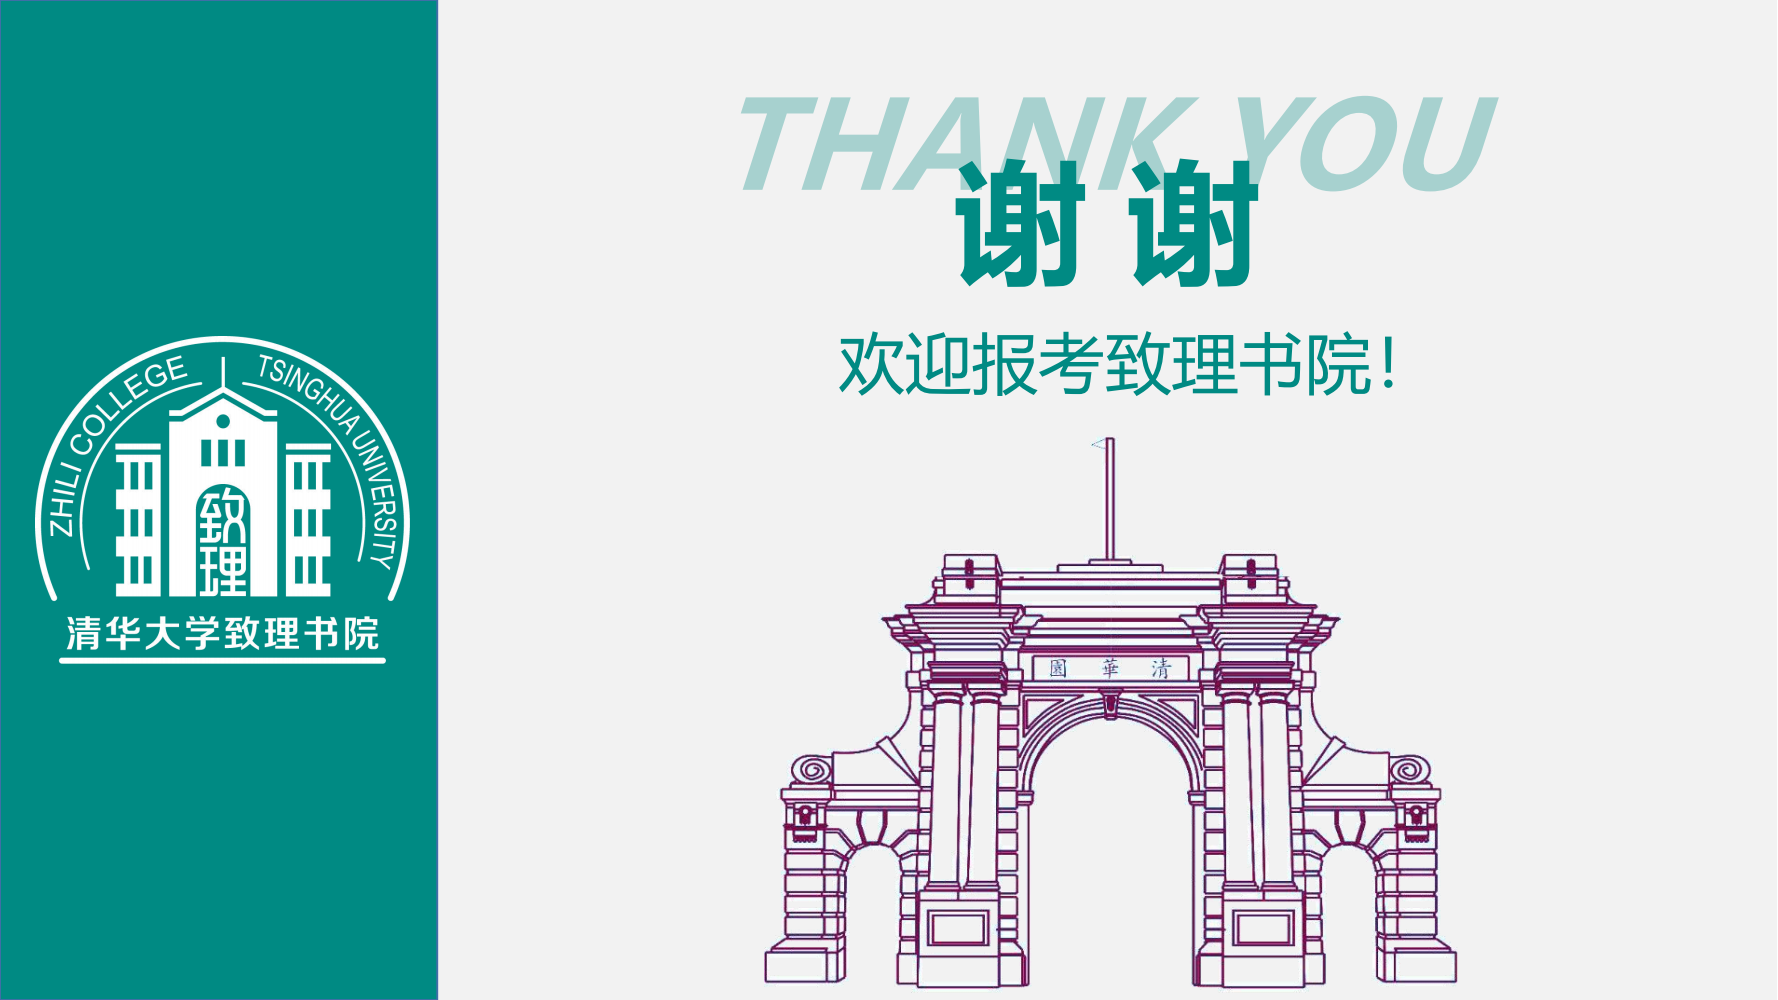 THANK YOU
谢 谢
欢迎报考致理书院！
ZHILI COLLEGE
TSINGHUA UNIVERSITY
致理
清华大学致理书院
園 華 清